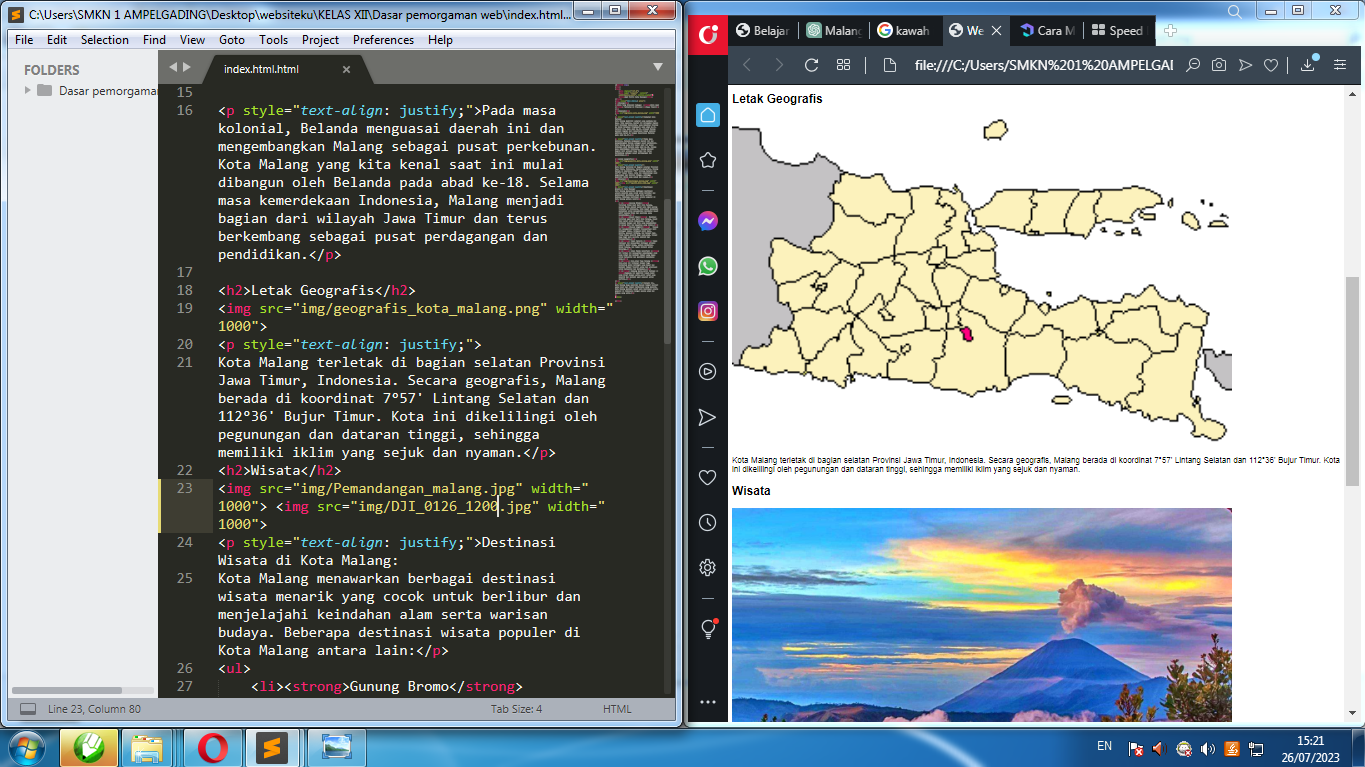 C:\Users\SMKN 1 AMPELGADING\Desktop\websiteku\KELAS XII\Dasar pemorgaman web\index.html...
File Edit Selection Find View Goto Tools Project Preferences Help
FOLDERS
Dasar pemorgaman
index.html.html
15
16 <p style="text-align: justify;">Pada masa
kolonial, Belanda menguasai daerah ini dan
mengembangkan Malang sebagai pusat perkebunan.
Kota Malang yang kita kenal saat ini mulai
dibangun oleh Belanda pada abad ke-18. Selama
masa kemerdekaan Indonesia, Malang menjadi
bagian dari wilayah Jawa Timur dan terus
berkembang sebagai pusat perdagangan dan
pendidikan.</p>
17
18 <h2>Letak Geografis</h2>
19 <img src="img/geografis_kota_malang.png" width="
1000">
20 <p style="text-align: justify;">
21 Kota Malang terletak di bagian selatan Provinsi
Jawa Timur, Indonesia. Secara geografis, Malang
berada di koordinat 7°57' Lintang Selatan dan
112°36' Bujur Timur. Kota ini dikelilingi oleh
pegunungan dan dataran tinggi, sehingga
memiliki iklim yang sejuk dan nyaman.</p>
22 <h2>Wisata</h2>
23 <img src="img/Pemandangan_malang.jpg" width="
1000"> <img src="img/DJI_0126_1200.jpg" width="
1000">
24 <p style="text-align: justify;">Destinasi
Wisata di Kota Malang:
25 Kota Malang menawarkan berbagai destinasi
wisata menarik yang cocok untuk berlibur dan
menjelajahi keindahan alam serta warisan
budaya. Beberapa destinasi wisata populer di
Kota Malang antara lain:</p>
26 <ul>
27 <li><strong>Gunung Bromo</strong>
Line 23, Column 80
Tab Size: 4
HTML
Belajar
Malang
kawah
We
Cara M
Speed
file:///C:/Users/SMKN%201%20AMPELGAD
Letak Geografis
Kota Malang terletak di bagian selatan Provinsi Jawa Timur, Indonesia. Secara geografis, Malang berada di koordinat 7°57' Lintang Selatan dan 112°36' Bujur Timur. Kota
ini dikelilingi oleh pegunungan dan dataran tinggi, sehingga memiliki iklim yang sejuk dan nyaman.
Wisata
EN
15:21
26/07/2023